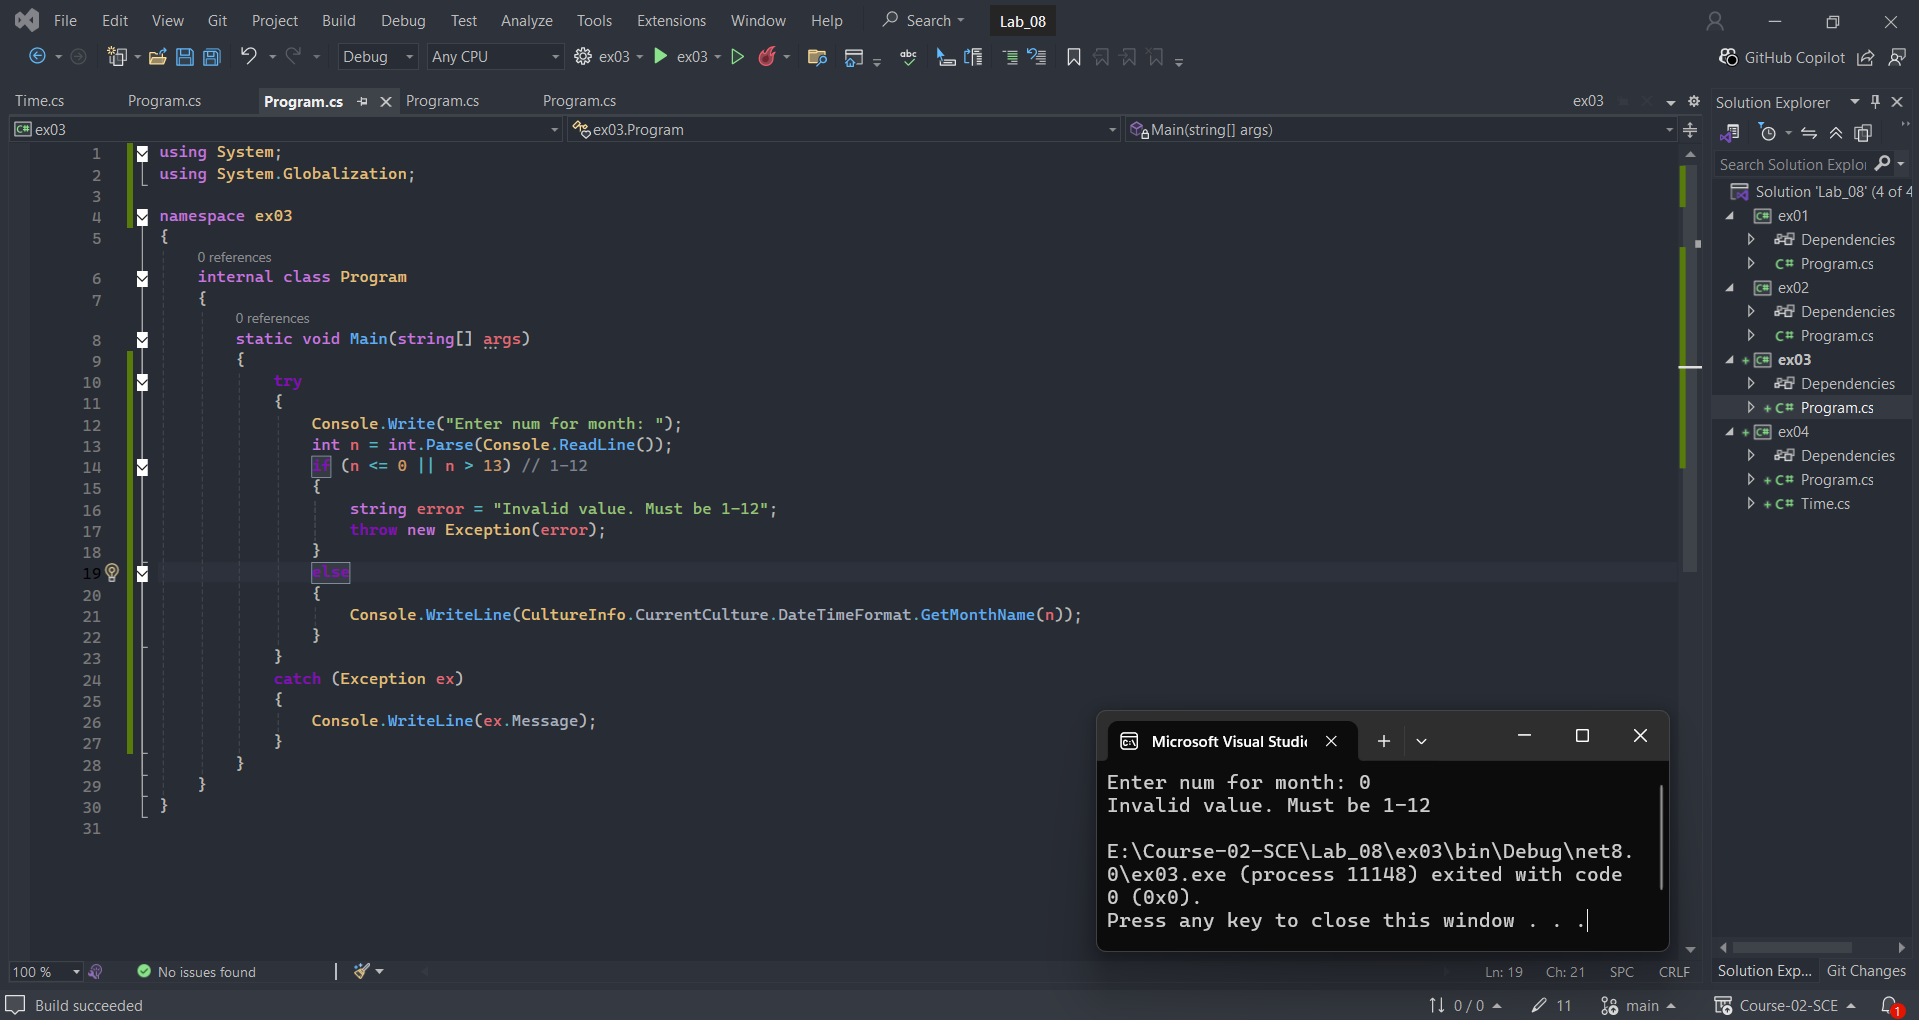 File Edit View Git Project Build Debug Test Analyze Tools Extensions Window Help Search Lab_08
Debug Any CPU ex03 ex03 abc GitHub Copilot
Time.cs Program.cs Program.cs Program.cs Program.cs ex03
C# ex03 ex03.Program Main(string[] args)
1 using System;
2 using System.Globalization;
3
4 namespace ex03
5 {
0 references
6 internal class Program
7 {
0 references
8 static void Main(string[] args)
9 {
10 try
11 {
12 Console.Write("Enter num for month: ");
13 int n = int.Parse(Console.ReadLine());
14 if (n <= 0 || n > 13) // 1-12
15 {
16 string error = "Invalid value. Must be 1-12";
17 throw new Exception(error);
18 }
19 else
20 {
21 Console.WriteLine(CultureInfo.CurrentCulture.DateTimeFormat.GetMonthName(n));
22 }
23 }
24 catch (Exception ex)
25 {
26 Console.WriteLine(ex.Message);
27 }
28 }
29 }
30 }
31
Solution Explorer
Search Solution Explo
Solution 'Lab_08' (4 of 4
C# ex01
Dependencies
C# Program.cs
C# ex02
Dependencies
C# Program.cs
+ C# ex03
Dependencies
+ C# Program.cs
+ C# ex04
Dependencies
+ C# Program.cs
+ C# Time.cs
Solution Exp... Git Changes
Microsoft Visual Studi
Enter num for month: 0
Invalid value. Must be 1-12
E:\Course-02-SCE\Lab_08\ex03\bin\Debug\net8.
0\ex03.exe (process 11148) exited with code
0 (0x0).
Press any key to close this window . . .
100 % No issues found Ln: 19 Ch: 21 SPC CRLF
Build succeeded 0 / 0 11 main Course-02-SCE 1